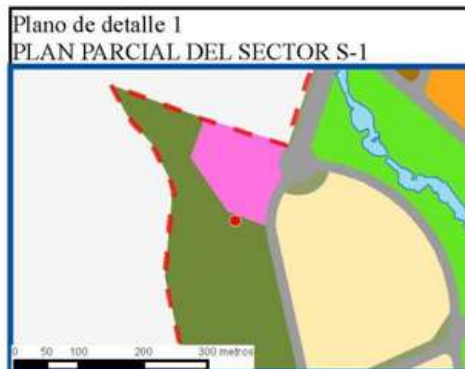 Plano de detalle 1
PLAN PARCIAL DEL SECTOR S-1
0 50 100 200 300 metros